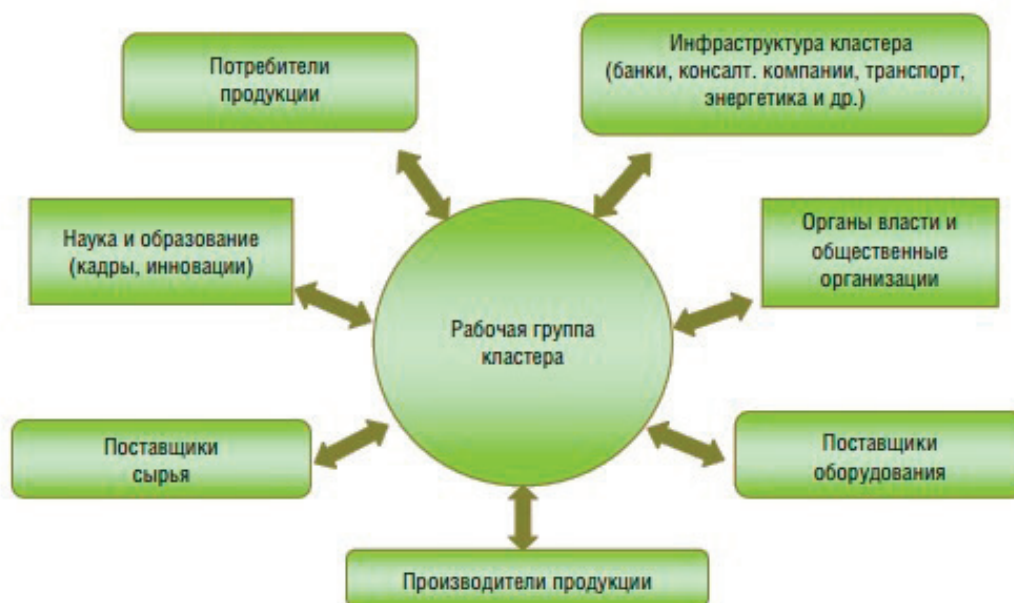 Потребители
продукции
Инфраструктура кластера
(банки, консалт. компании, транспорт,
энергетика и др.)
Наука и образование
(кадры, инновации)
Органы власти и
общественные
организации
Рабочая группа
кластера
Поставщики
сырья
Поставщики
оборудования
Производители продукции